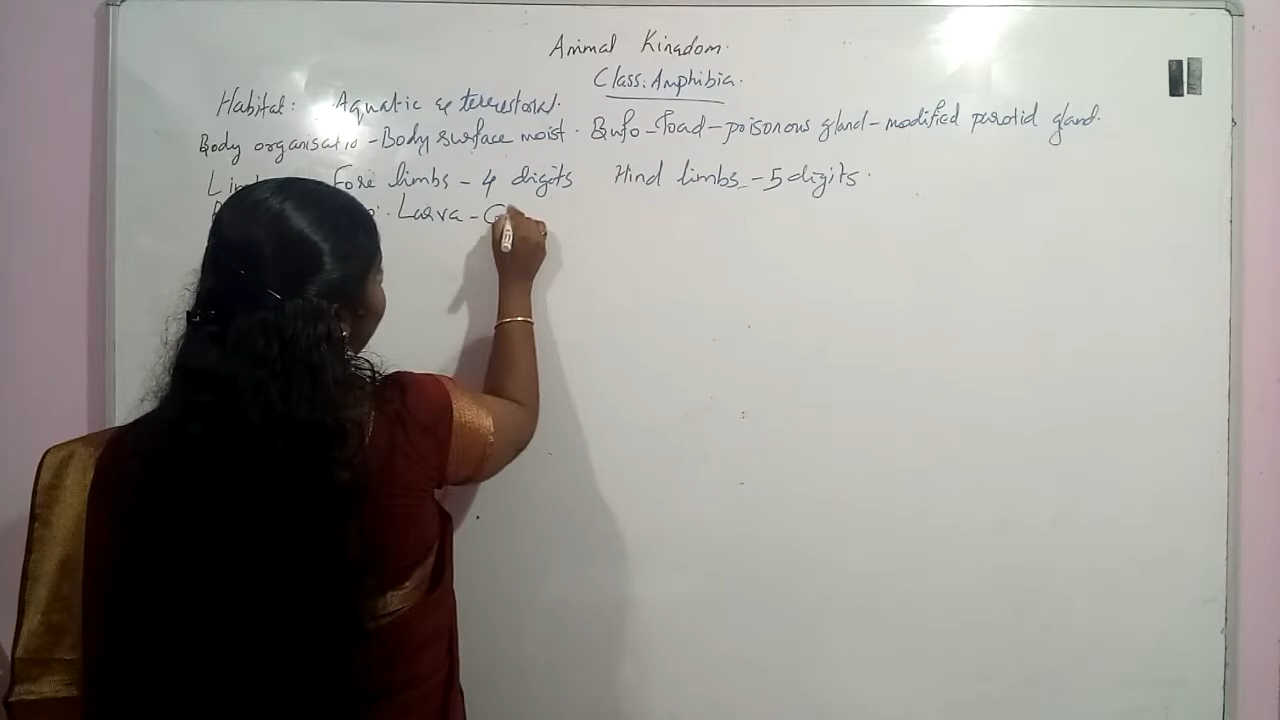 Animal Kingdom.
Class: Amphibia.
Habitat: Aquatic & terrestorial.
Body organisatio - Body surface moist. Bufo - Toad - poisonous gland - modified parotid gland.
Fore limbs - 4 digits Hind limbs - 5 digits.
Larva - G